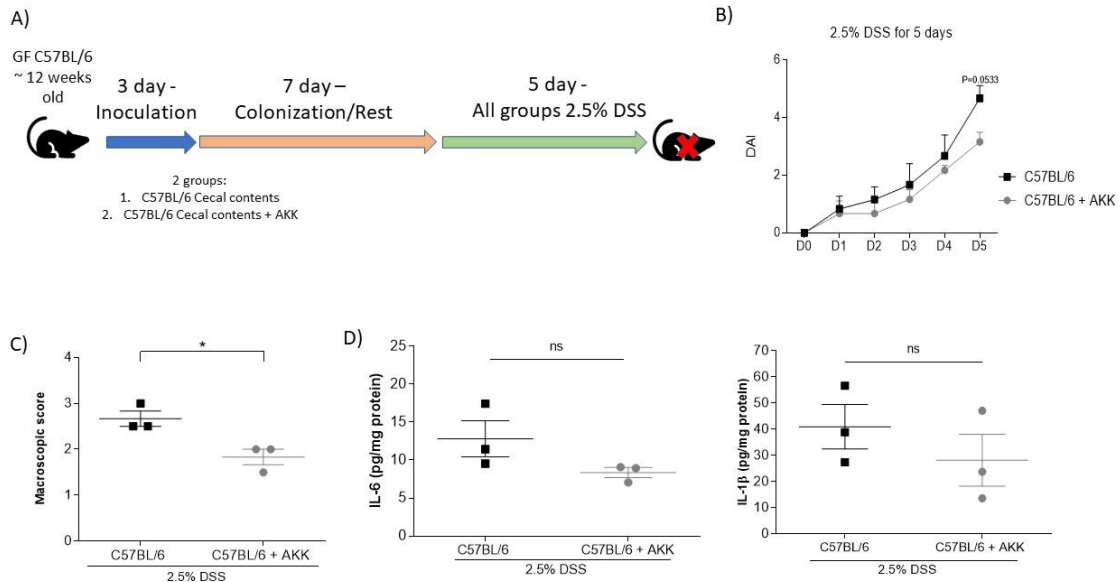 A)
GF C57BL/6
~ 12 weeks
old
3 day -
Inoculation
7 day –
Colonization/Rest
5 day -
All groups 2.5% DSS
2 groups:
1. C57BL/6 Cecal contents
2. C57BL/6 Cecal contents + AKK
B)
2.5% DSS for 5 days
6
4
2
0
DAI
P=0.0533
D0 D1 D2 D3 D4 D5
C57BL/6
C57BL/6 + AKK
C)
4
3
2
1
0
Macroscopic score
*
C57BL/6 C57BL/6 + AKK
2.5% DSS
D)
25
20
15
10
5
0
IL-6 (pg/mg protein)
ns
C57BL/6 C57BL/6 + AKK
2.5% DSS
70
60
50
40
30
20
10
0
IL-1β (pg/mg protein)
ns
C57BL/6 C57BL/6 + AKK
2.5% DSS